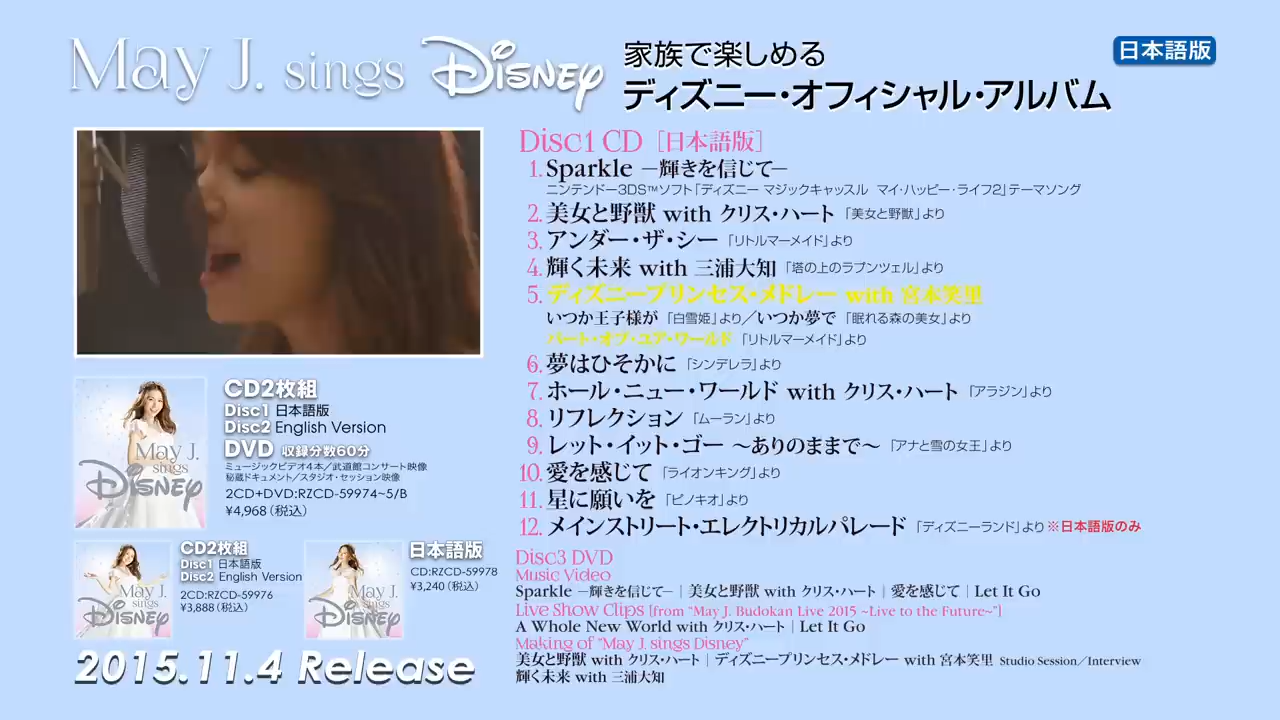 May J. sings Disney
家族で楽しめる
ディズニー・オフィシャル・アルバム
日本語版
Disc1 CD [日本語版]
1. Sparkle ―輝きを信じて―
ニンテンドー3DS™ソフト「ディズニー マジックキャッスル マイ・ハッピー・ライフ2」テーマソング
2. 美女と野獣 with クリス・ハート 「美女と野獣」より
3. アンダー・ザ・シー 「リトルマーメイド」より
4. 輝く未来 with 三浦大知 「塔の上のラプンツェル」より
5. ディズニープリンセス・メドレー with 宮本笑里
いつか王子様が 「白雪姫」より／いつか夢で 「眠れる森の美女」より
パート・オブ・ユア・ワールド 「リトルマーメイド」より
6. 夢はひそかに 「シンデレラ」より
7. ホール・ニュー・ワールド with クリス・ハート 「アラジン」より
8. リフレクション 「ムーラン」より
9. レット・イット・ゴー ～ありのままで～ 「アナと雪の女王」より
10. 愛を感じて 「ライオンキング」より
11. 星に願いを 「ピノキオ」より
12. メインストリート・エレクトリカルパレード 「ディズニーランド」より ※日本語版のみ
Disc3 DVD
Music Video
Sparkle ―輝きを信じて― | 美女と野獣 with クリス・ハート | 愛を感じて | Let It Go
Live Show Clips [from "May J. Budokan Live 2015 ~Live to the Future~"]
A Whole New World with クリス・ハート | Let It Go
Making of "May J. sings Disney"
美女と野獣 with クリス・ハート | ディズニープリンセス・メドレー with 宮本笑里 Studio Session／Interview
輝く未来 with 三浦大知
May J.
sings
Disney
CD2枚組
Disc1 日本語版
Disc2 English Version
DVD 収録分数60分
ミュージックビデオ4本／武道館コンサート映像
秘蔵ドキュメント／スタジオ・セッション映像
2CD+DVD:RZCD-59974~5/B
¥4,968（税込）
May J.
sings
Disney
CD2枚組
Disc1 日本語版
Disc2 English Version
2CD:RZCD-59976
¥3,888（税込）
May J.
sings
Disney
日本語版
CD:RZCD-59978
¥3,240（税込）
2015.11.4 Release